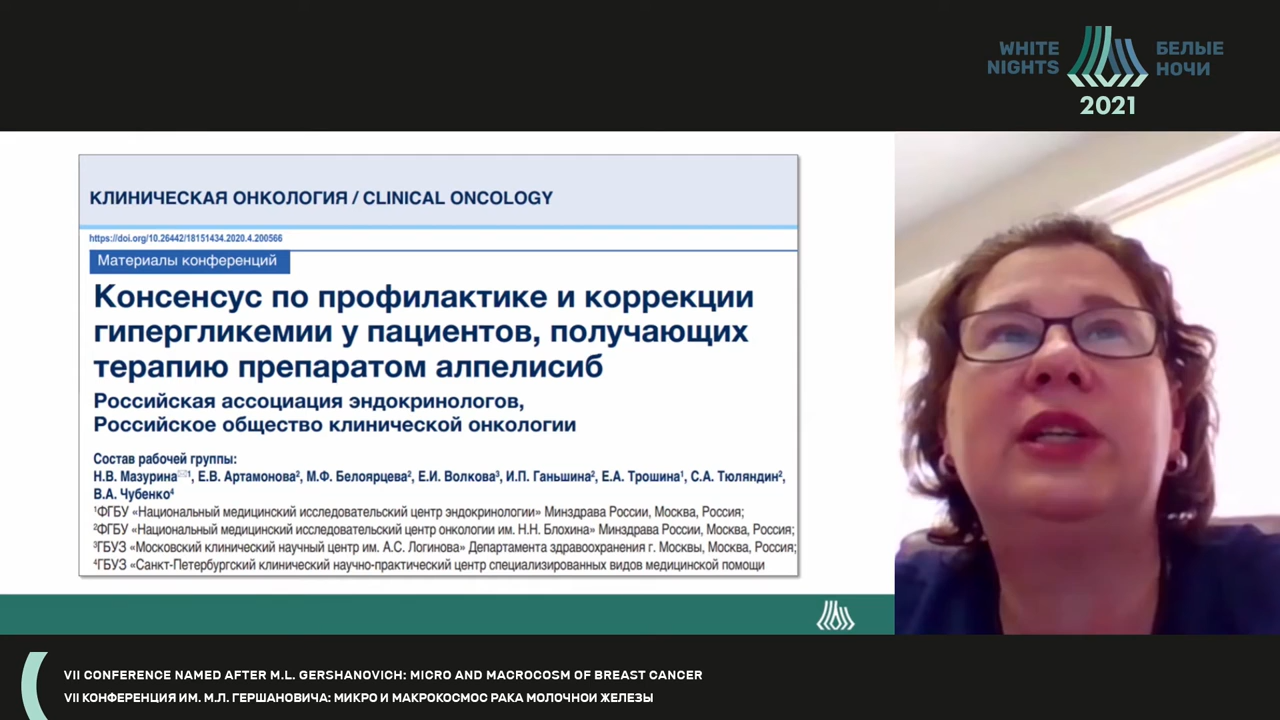 WHITE NIGHTS
БЕЛЫЕ НОЧИ
2021
КЛИНИЧЕСКАЯ ОНКОЛОГИЯ / CLINICAL ONCOLOGY
https://doi.org/10.26442/18151434.2020.4.200566
Материалы конференций
Консенсус по профилактике и коррекции
гипергликемии у пациентов, получающих
терапию препаратом алпелисиб
Российская ассоциация эндокринологов,
Российское общество клинической онкологии
Состав рабочей группы:
Н.В. Мазурина✉¹, Е.В. Артамонова², М.Ф. Белоярцева², Е.И. Волкова³, И.П. Ганьшина², Е.А. Трошина¹, С.А. Тюляндин²,
В.А. Чубенко⁴
¹ФГБУ «Национальный медицинский исследовательский центр эндокринологии» Минздрава России, Москва, Россия;
²ФГБУ «Национальный медицинский исследовательский центр онкологии им. Н.Н. Блохина» Минздрава России, Москва, Россия;
³ГБУЗ «Московский клинический научный центр им. А.С. Логинова» Департамента здравоохранения г. Москвы, Москва, Россия;
⁴ГБУЗ «Санкт-Петербургский клинический научно-практический центр специализированных видов медицинской помощи
VII CONFERENCE NAMED AFTER M.L. GERSHANOVICH: MICRO AND MACROCOSM OF BREAST CANCER
VII КОНФЕРЕНЦИЯ ИМ. М.Л. ГЕРШАНОВИЧА: МИКРО И МАКРОКОСМОС РАКА МОЛОЧНОЙ ЖЕЛЕЗЫ